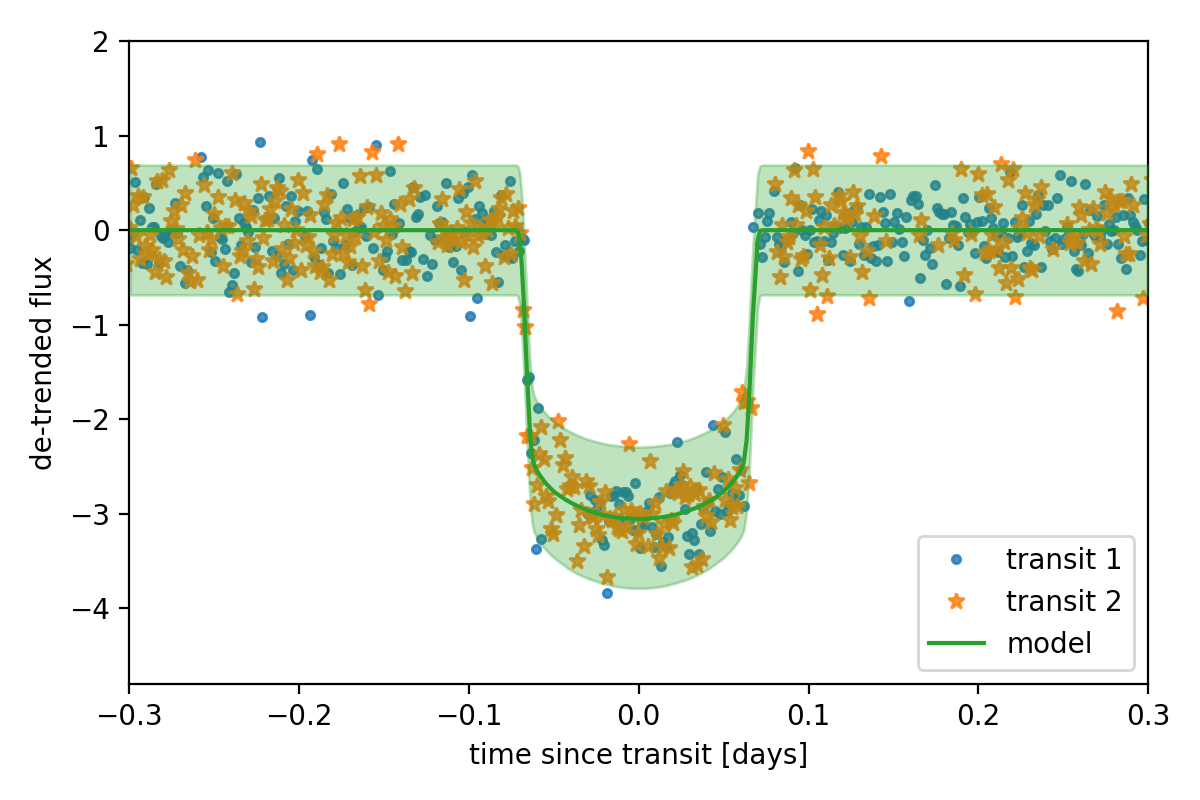 2
1
0
−1
−2
−3
−4
de-trended flux
−0.3
−0.2
−0.1
0.0
0.1
0.2
0.3
time since transit [days]
transit 1
transit 2
model